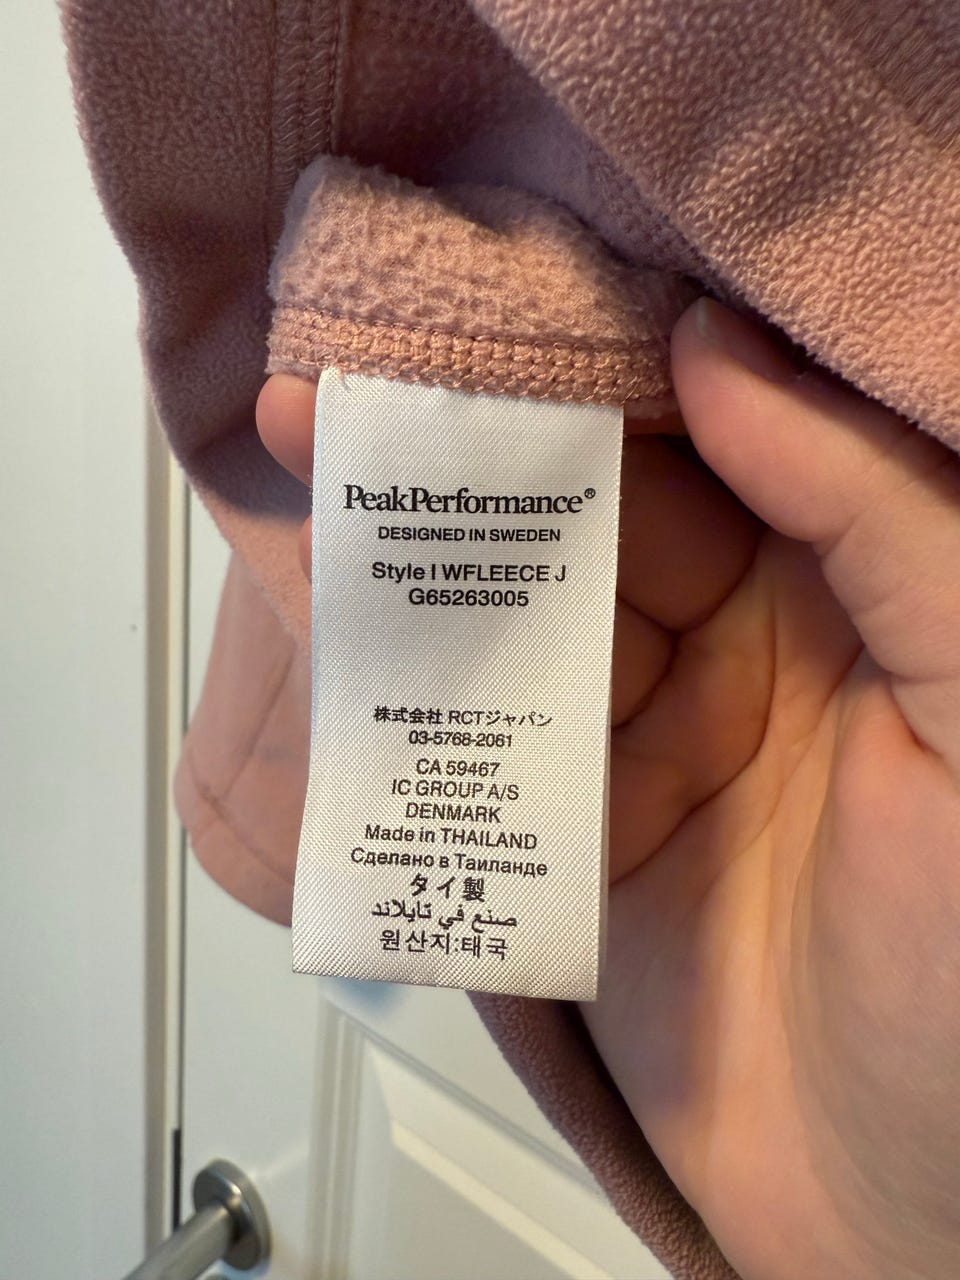 PeakPerformance®
DESIGNED IN SWEDEN
Style I WFLEECE J
G65263005
株式会社 RCTジャパン
03-5768-2061
CA 59467
IC GROUP A/S
DENMARK
Made in THAILAND
Сделано в Таиланде
タイ製
صنع في تايلاند
원산지:태국